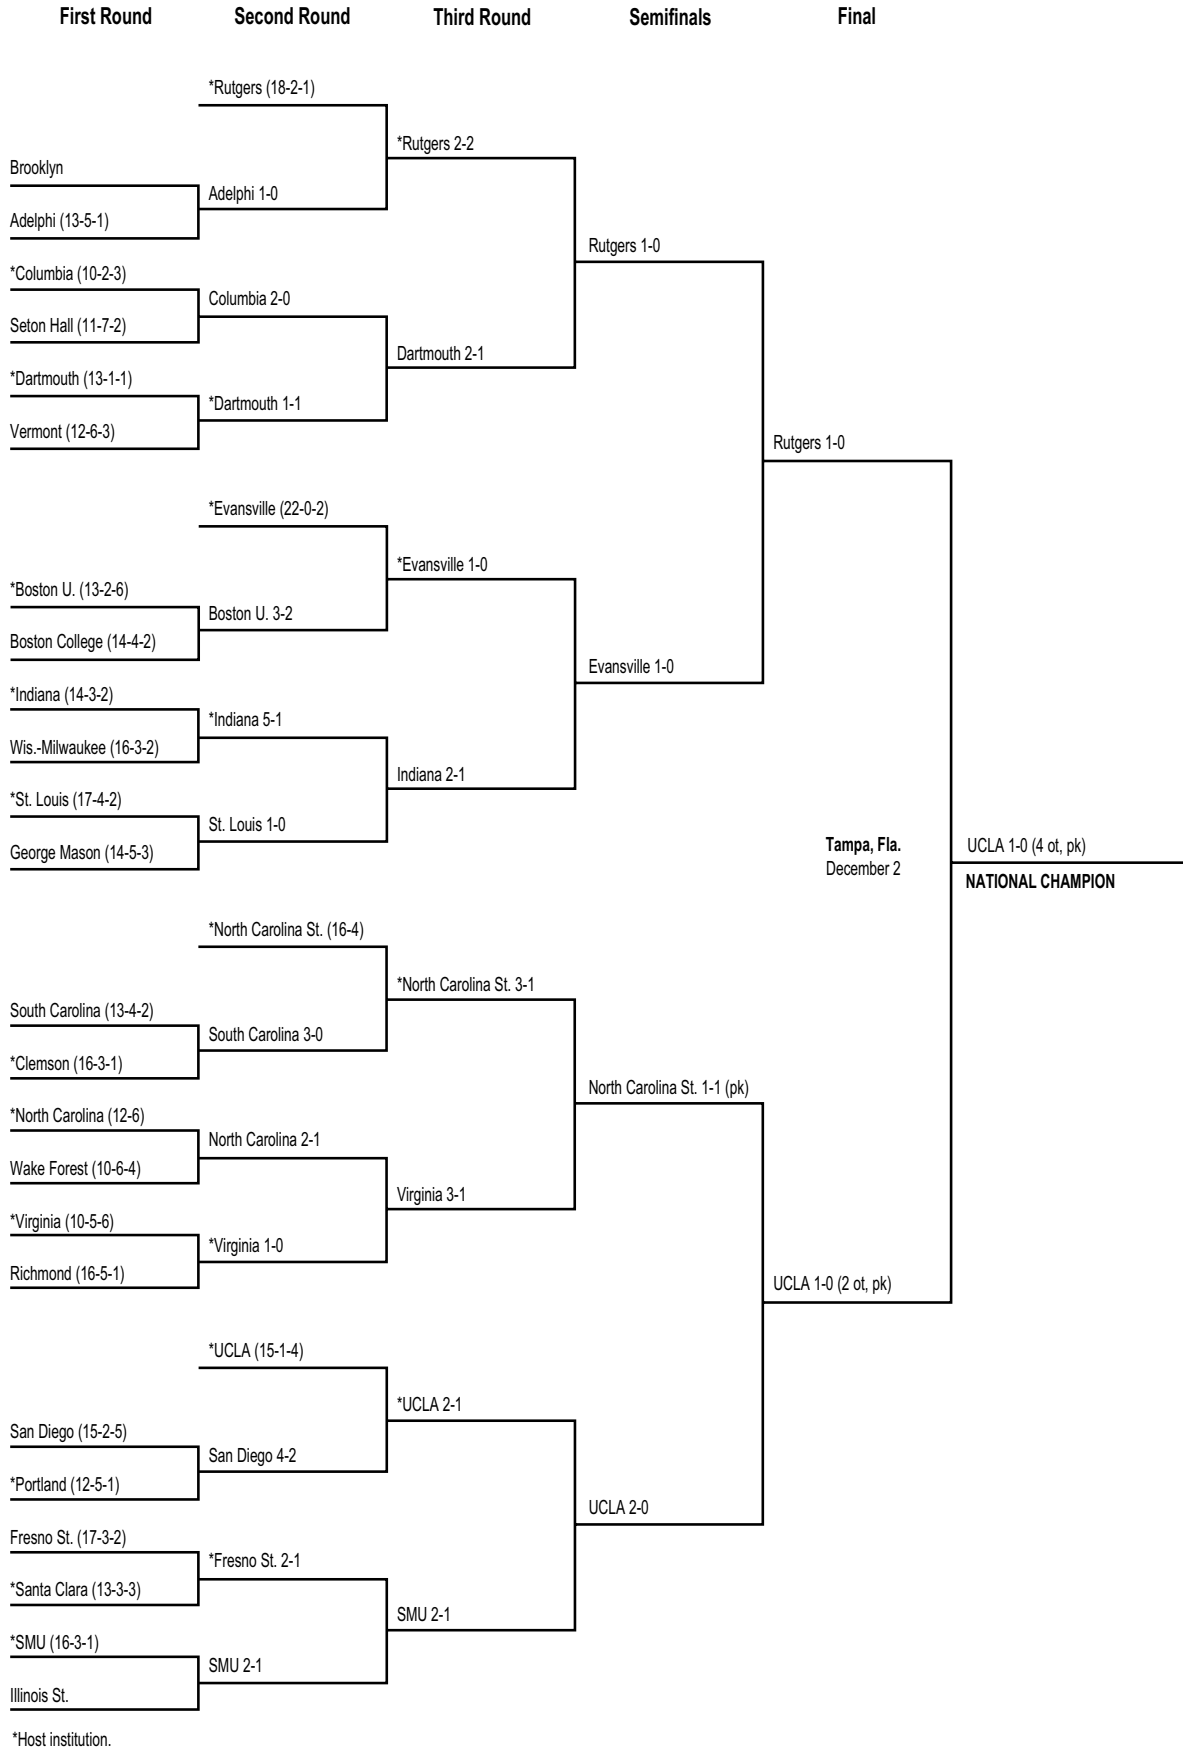 First Round
Second Round
Third Round
Semifinals
Final
*Rutgers (18-2-1)
*Rutgers 2-2
Brooklyn
Adelphi 1-0
Adelphi (13-5-1)
Rutgers 1-0
*Columbia (10-2-3)
Columbia 2-0
Seton Hall (11-7-2)
Dartmouth 2-1
*Dartmouth (13-1-1)
*Dartmouth 1-1
Vermont (12-6-3)
Rutgers 1-0
*Evansville (22-0-2)
*Evansville 1-0
*Boston U. (13-2-6)
Boston U. 3-2
Boston College (14-4-2)
Evansville 1-0
*Indiana (14-3-2)
*Indiana 5-1
Wis.-Milwaukee (16-3-2)
Indiana 2-1
*St. Louis (17-4-2)
St. Louis 1-0
George Mason (14-5-3)
Tampa, Fla.
December 2
UCLA 1-0 (4 ot, pk)
NATIONAL CHAMPION
*North Carolina St. (16-4)
*North Carolina St. 3-1
South Carolina (13-4-2)
South Carolina 3-0
*Clemson (16-3-1)
North Carolina St. 1-1 (pk)
*North Carolina (12-6)
North Carolina 2-1
Wake Forest (10-6-4)
Virginia 3-1
*Virginia (10-5-6)
*Virginia 1-0
Richmond (16-5-1)
UCLA 1-0 (2 ot, pk)
*UCLA (15-1-4)
*UCLA 2-1
San Diego (15-2-5)
San Diego 4-2
*Portland (12-5-1)
UCLA 2-0
Fresno St. (17-3-2)
*Fresno St. 2-1
*Santa Clara (13-3-3)
SMU 2-1
*SMU (16-3-1)
SMU 2-1
Illinois St.
*Host institution.